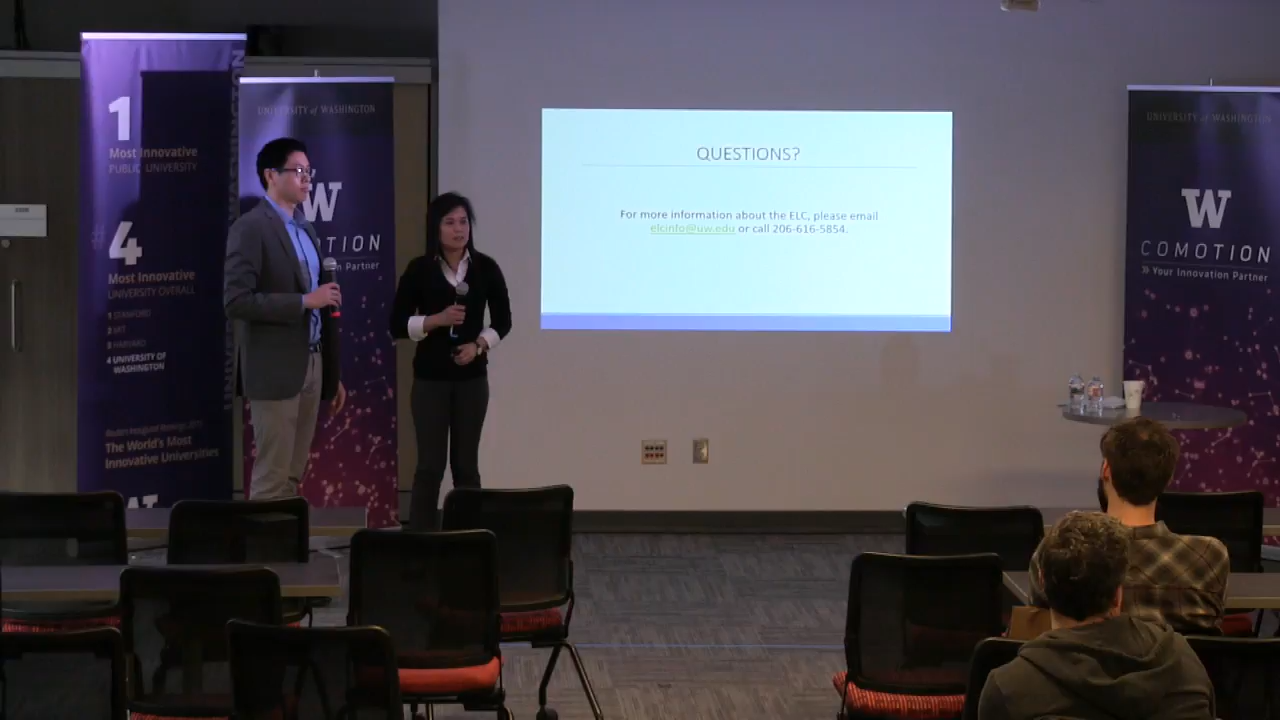 1
Most Innovative
PUBLIC UNIVERSITY
#4
Most Innovative
UNIVERSITY OVERALL
1 STANFORD
2 MIT
3 HARVARD
4 UNIVERSITY OF
WASHINGTON
The World's Most
Innovative Universities
W
WASHINGTON
UNIVERSITY of WASHINGTON
W
MOTION
n Partner
QUESTIONS?
For more information about the ELC, please email
elcinfo@uw.edu or call 206-616-5854.
UNIVERSITY of WASHINGTON
W
COMOTION
» Your Innovation Partner